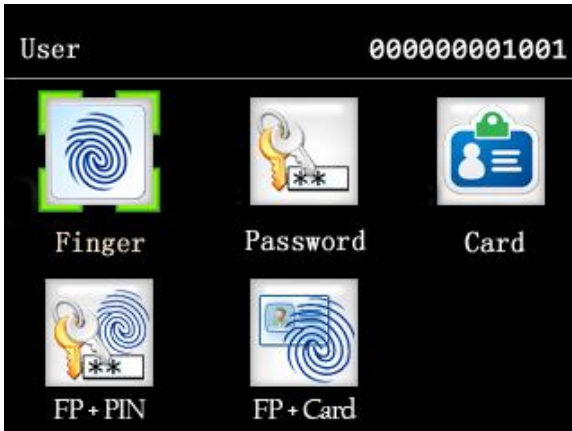 User 000000001001
Finger Password Card
**
**
FP+PIN FP+Card